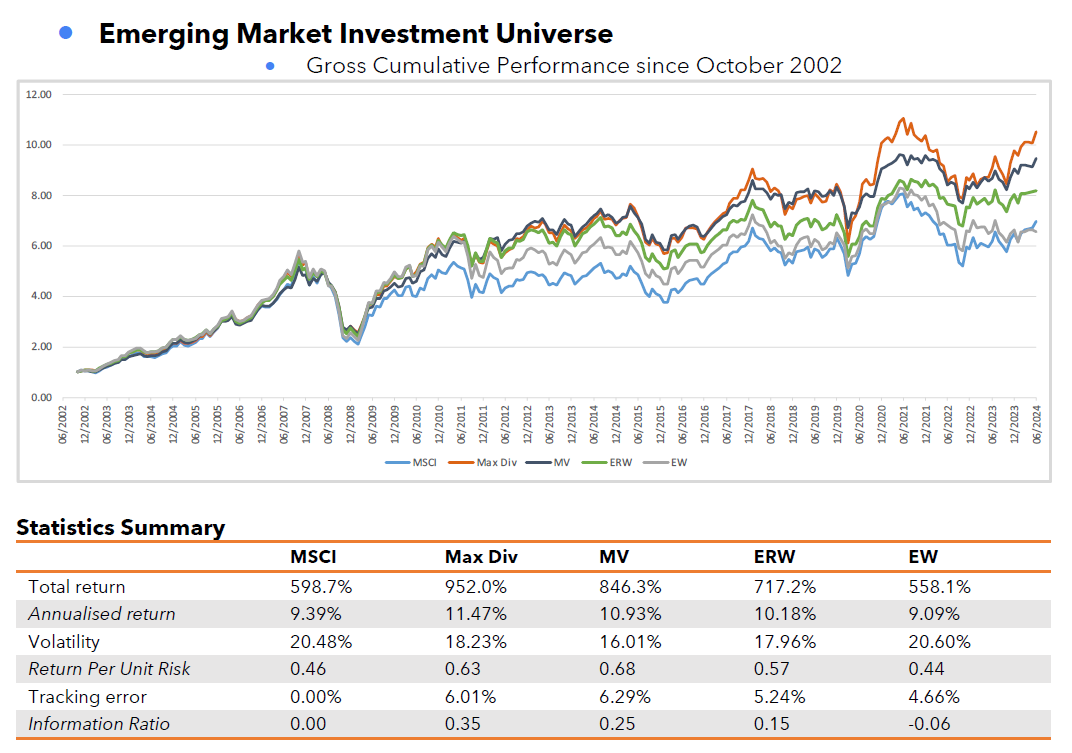 Emerging Market Investment Universe
Gross Cumulative Performance since October 2002
12.00
10.00
8.00
6.00
4.00
2.00
0.00
06/2002 12/2002 06/2003 12/2003 06/2004 12/2004 06/2005 12/2005 06/2006 12/2006 06/2007 12/2007 06/2008 12/2008 06/2009 12/2009 06/2010 12/2010 06/2011 12/2011 06/2012 12/2012 06/2013 12/2013 06/2014 12/2014 06/2015 12/2015 06/2016 12/2016 06/2017 12/2017 06/2018 12/2018 06/2019 12/2019 06/2020 12/2020 06/2021 12/2021 06/2022 12/2022 06/2023 12/2023 06/2024
MSCI Max Div MV ERW EW
Statistics Summary
MSCI Max Div MV ERW EW
Total return 598.7% 952.0% 846.3% 717.2% 558.1%
Annualised return 9.39% 11.47% 10.93% 10.18% 9.09%
Volatility 20.48% 18.23% 16.01% 17.96% 20.60%
Return Per Unit Risk 0.46 0.63 0.68 0.57 0.44
Tracking error 0.00% 6.01% 6.29% 5.24% 4.66%
Information Ratio 0.00 0.35 0.25 0.15 -0.06